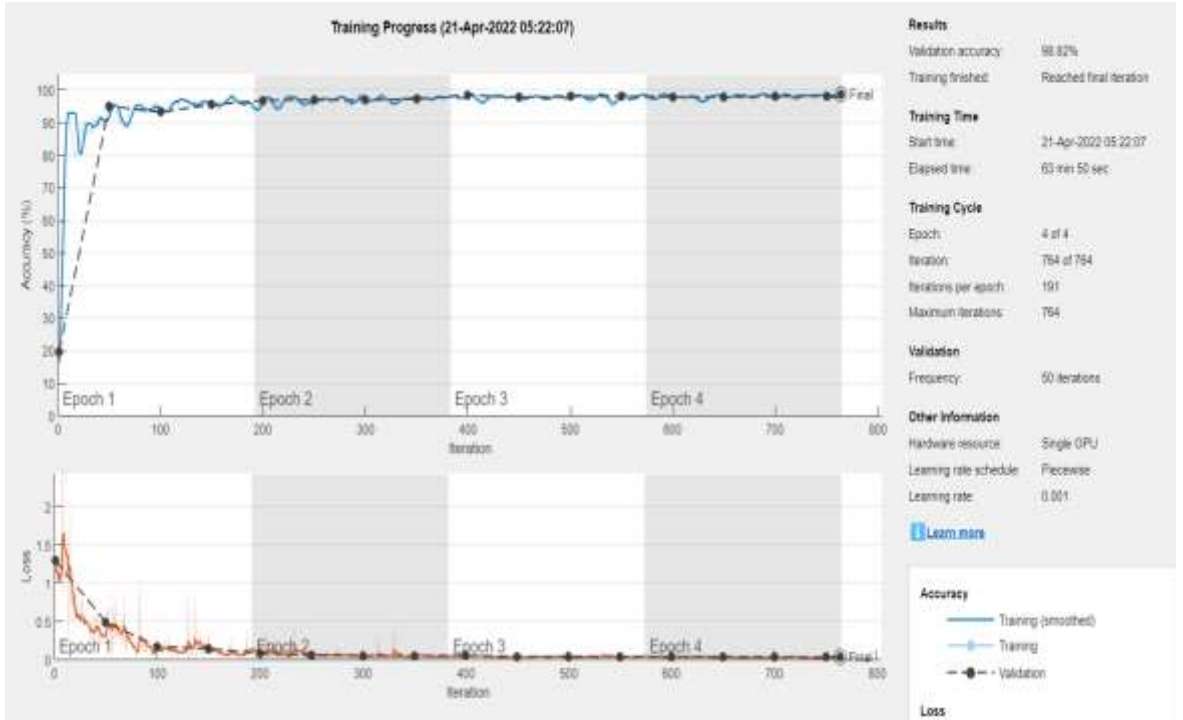 Training Progress (21-Apr-2022 05:22:07)
Accuracy (%)
100
90
80
70
60
50
40
30
20
10
0
Epoch 1
Epoch 2
Epoch 3
Epoch 4
Final
0
100
200
300
400
500
600
700
800
Iteration
Loss
2
1.5
1
0.5
0
Epoch 1
Epoch 2
Epoch 3
Epoch 4
Final
0
100
200
300
400
500
600
700
800
Iteration
Results
Validation accuracy: 98.82%
Training finished: Reached final iteration
Training Time
Start time: 21-Apr-2022 05:22:07
Elapsed time: 63 min 50 sec
Training Cycle
Epoch: 4 of 4
Iteration: 764 of 764
Iterations per epoch: 191
Maximum iterations: 764
Validation
Frequency: 50 iterations
Other Information
Hardware resource: Single GPU
Learning rate schedule: Piecewise
Learning rate: 0.001
i Learn more
Accuracy
Training (smoothed)
Training
Validation
Loss